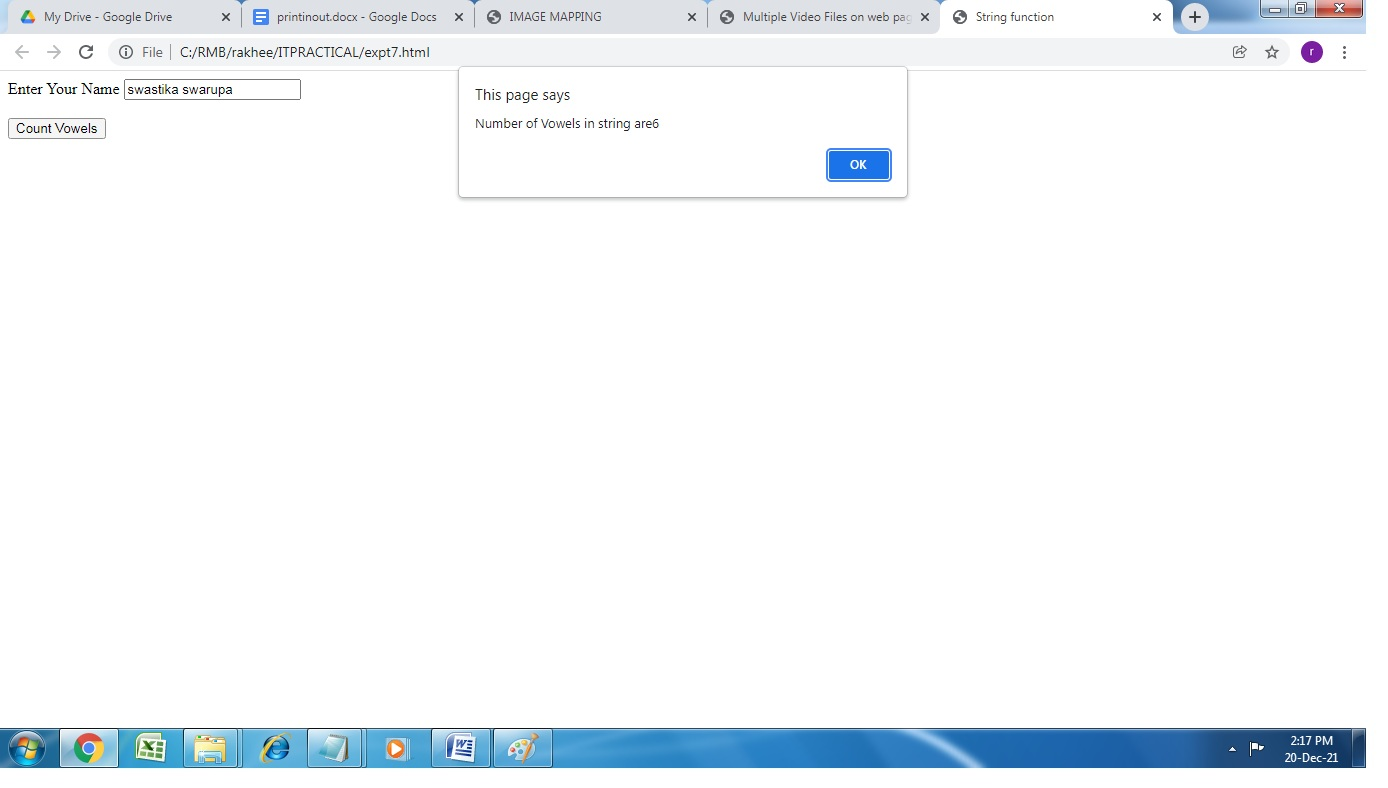 My Drive - Google Drive
printinout.docx - Google Docs
IMAGE MAPPING
Multiple Video Files on web pag
String function
File
C:/RMB/rakhee/ITPRACTICAL/expt7.html
r
Enter Your Name swastika swarupa
Count Vowels
This page says
Number of Vowels in string are6
OK
2:17 PM
20-Dec-21